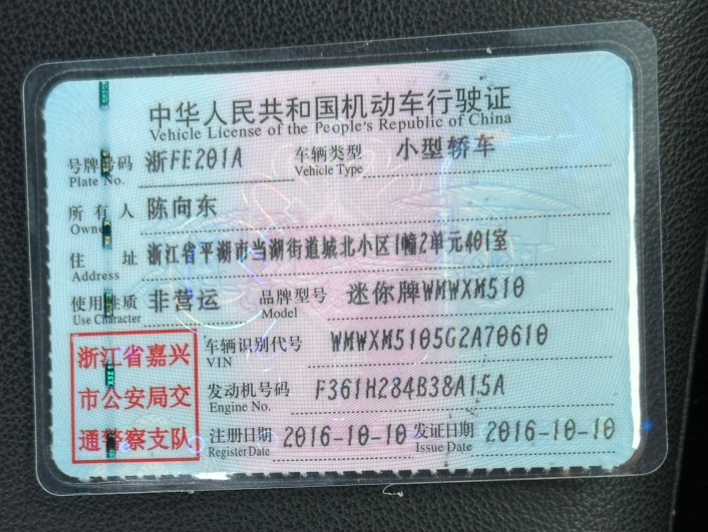 中华人民共和国机动车行驶证
Vehicle License of the People's Republic of China
号牌号码 浙FE201A 车辆类型 小型轿车
Plate No. Vehicle Type
所有人 陈向东
Owner
住址 浙江省平湖市当湖街道城北小区1幢2单元401室
Address
使用性质 非营运 品牌型号 迷你牌WMWXM510
Use Character Model
浙江省嘉兴
市公安局交
通警察支队
车辆识别代号 WMWXM5105G2A70610
VIN
发动机号码 F361H284B38A15A
Engine No.
注册日期 2016-10-10 发证日期 2016-10-10
Register Date Issue Date